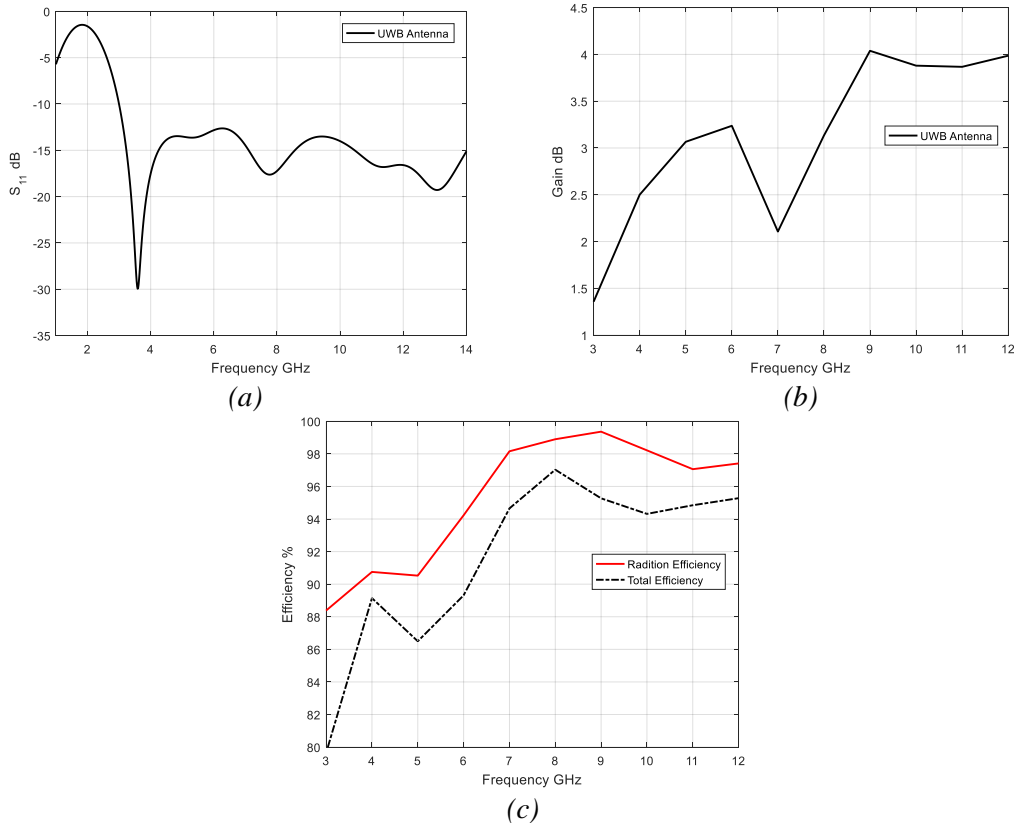 0
-5
-10
-15
-20
-25
-30
-35
S11 dB
UWB Antenna
2 4 6 8 10 12 14
Frequency GHz
(a)
4.5
4
3.5
3
2.5
2
1.5
1
Gain dB
UWB Antenna
3 4 5 6 7 8 9 10 11 12
Frequency GHz
(b)
100
98
96
94
92
90
88
86
84
82
80
Efficiency %
Radition Efficiency
Total Efficiency
3 4 5 6 7 8 9 10 11 12
Frequency GHz
(c)